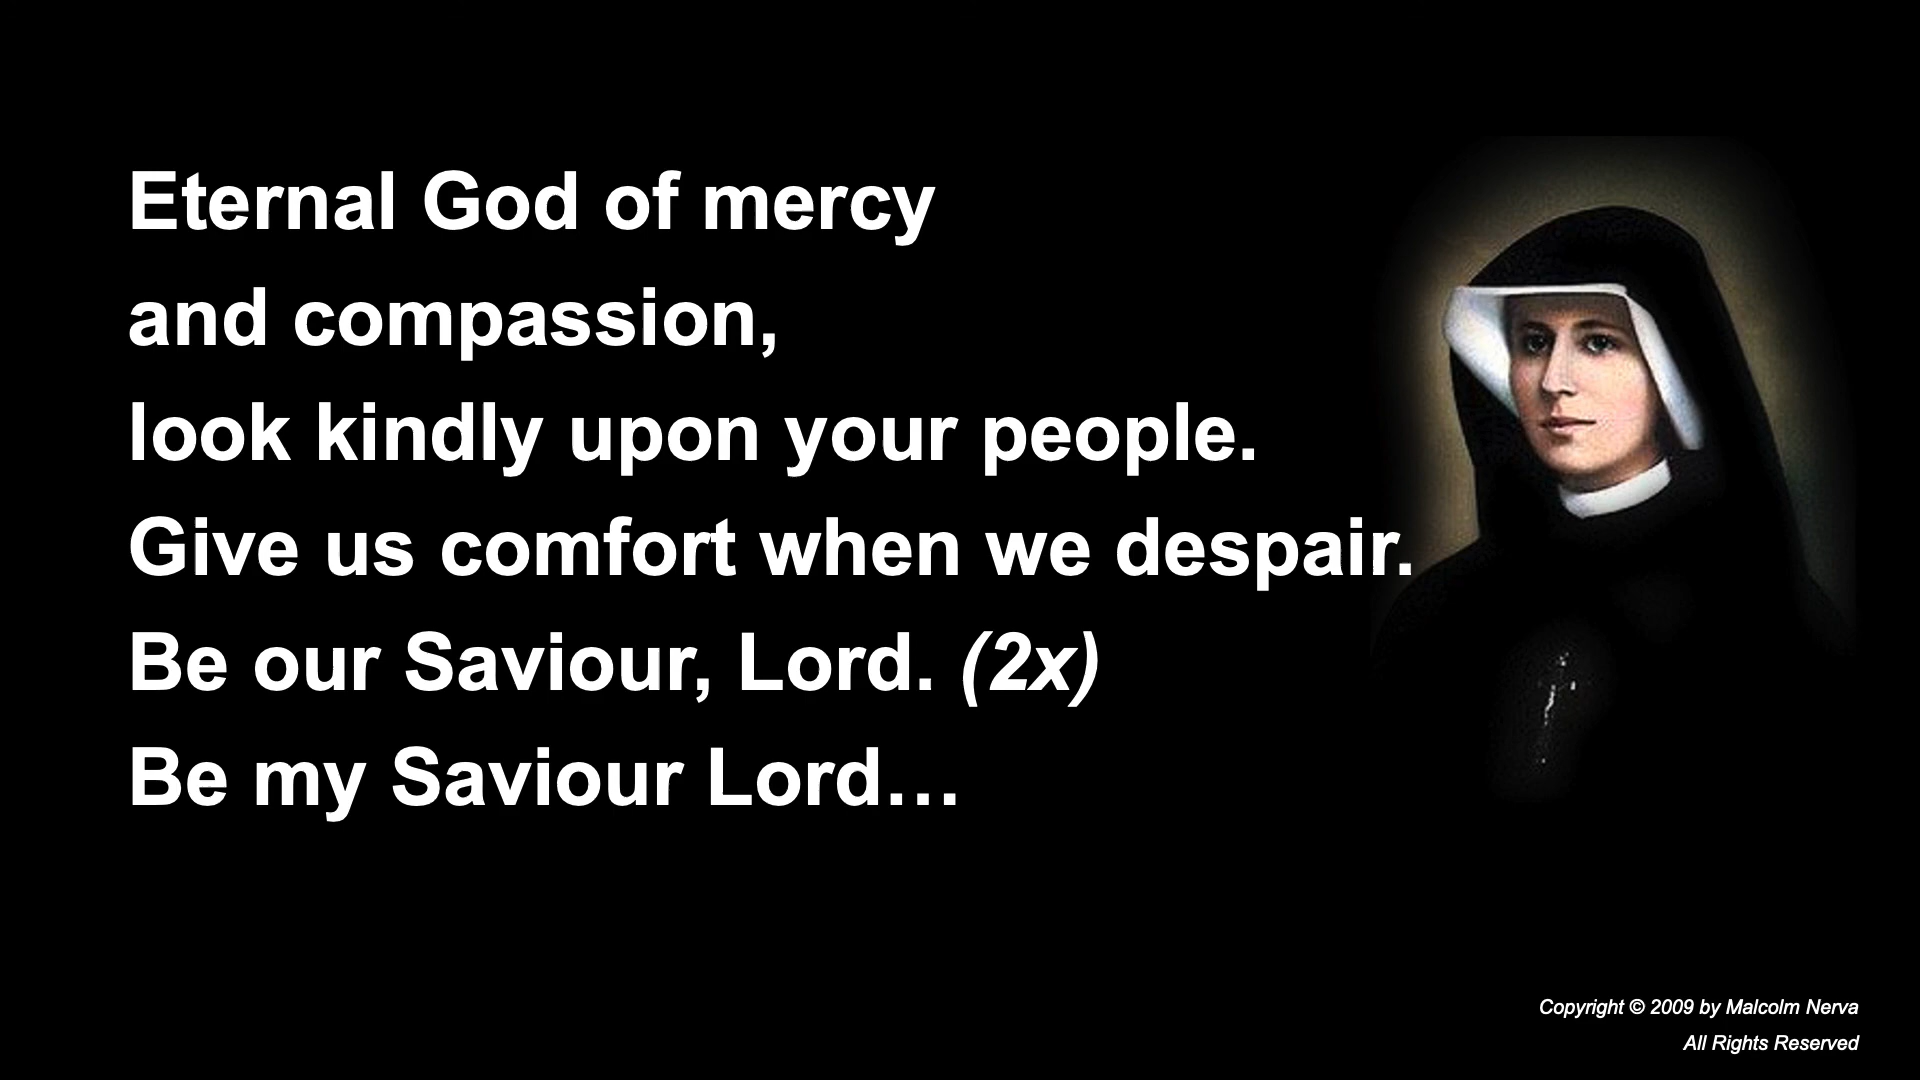 Eternal God of mercy
and compassion,
look kindly upon your people.
Give us comfort when we despair.
Be our Saviour, Lord. (2x)
Be my Saviour Lord…
Copyright © 2009 by Malcolm Nerva
All Rights Reserved